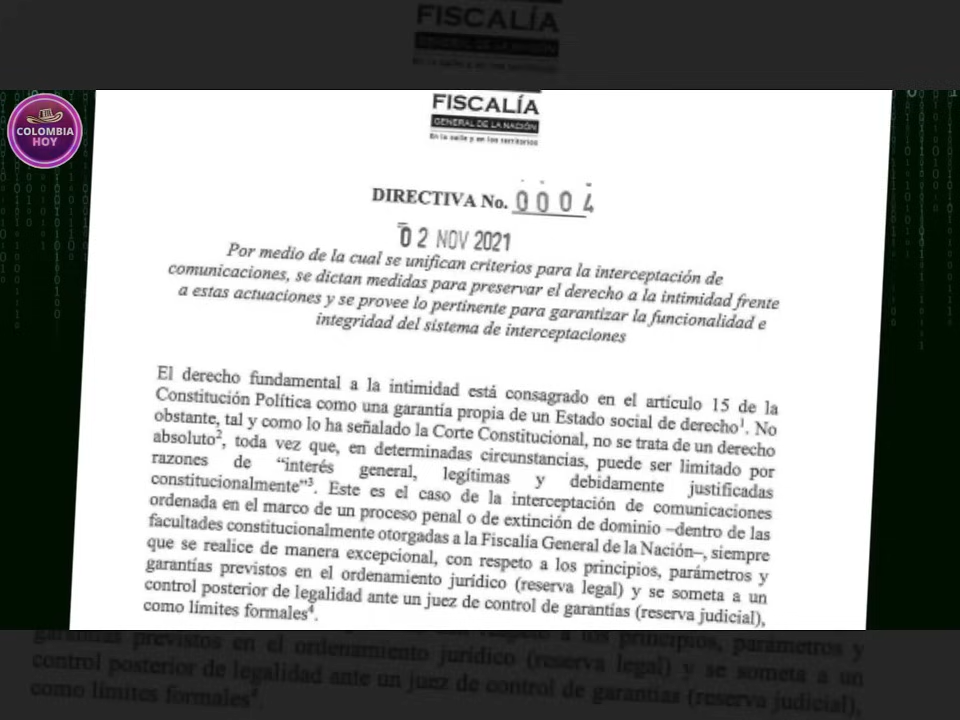 FISCALÍA
COLOMBIA
HOY
FISCALÍA
GENERAL DE LA NACIÓN
En la calle y en los territorios
DIRECTIVA No. 0004
02 NOV 2021
Por medio de la cual se unifican criterios para la interceptación de
comunicaciones, se dictan medidas para preservar el derecho a la intimidad frente
a estas actuaciones y se provee lo pertinente para garantizar la funcionalidad e
integridad del sistema de interceptaciones
El derecho fundamental a la intimidad está consagrado en el artículo 15 de la
Constitución Política como una garantía propia de un Estado social de derecho¹. No
obstante, tal y como lo ha señalado la Corte Constitucional, no se trata de un derecho
absoluto², toda vez que, en determinadas circunstancias, puede ser limitado por
razones de “interés general, legítimas y debidamente justificadas
constitucionalmente”³. Este es el caso de la interceptación de comunicaciones
ordenada en el marco de un proceso penal o de extinción de dominio –dentro de las
facultades constitucionalmente otorgadas a la Fiscalía General de la Nación–, siempre
que se realice de manera excepcional, con respeto a los principios, parámetros y
garantías previstos en el ordenamiento jurídico (reserva legal) y se someta a un
control posterior de legalidad ante un juez de control de garantías (reserva judicial),
como límites formales⁴.
garantías previstos en el ordenamiento jurídico (reserva legal) y se someta a un
control posterior de legalidad ante un juez de control de garantías (reserva judicial),
como límites formales⁴.